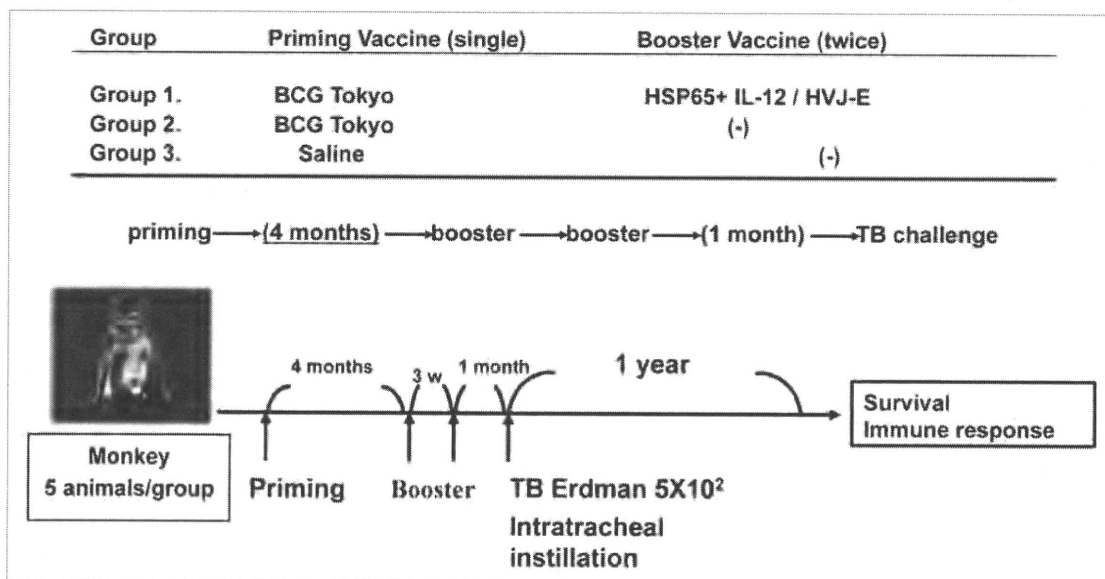 Group Priming Vaccine (single) Booster Vaccine (twice)
Group 1. BCG Tokyo HSP65+ IL-12 / HVJ-E
Group 2. BCG Tokyo (-)
Group 3. Saline (-)
priming → (4 months) → booster → booster → (1 month) → TB challenge
4 months 3 w 1 month 1 year
Survival
Immune response
Monkey
5 animals/group
Priming Booster TB Erdman 5X10²
Intratracheal
instillation